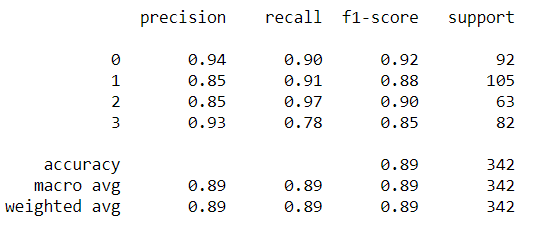 precision recall f1-score support
0 0.94 0.90 0.92 92
1 0.85 0.91 0.88 105
2 0.85 0.97 0.90 63
3 0.93 0.78 0.85 82
accuracy 0.89 342
macro avg 0.89 0.89 0.89 342
weighted avg 0.89 0.89 0.89 342